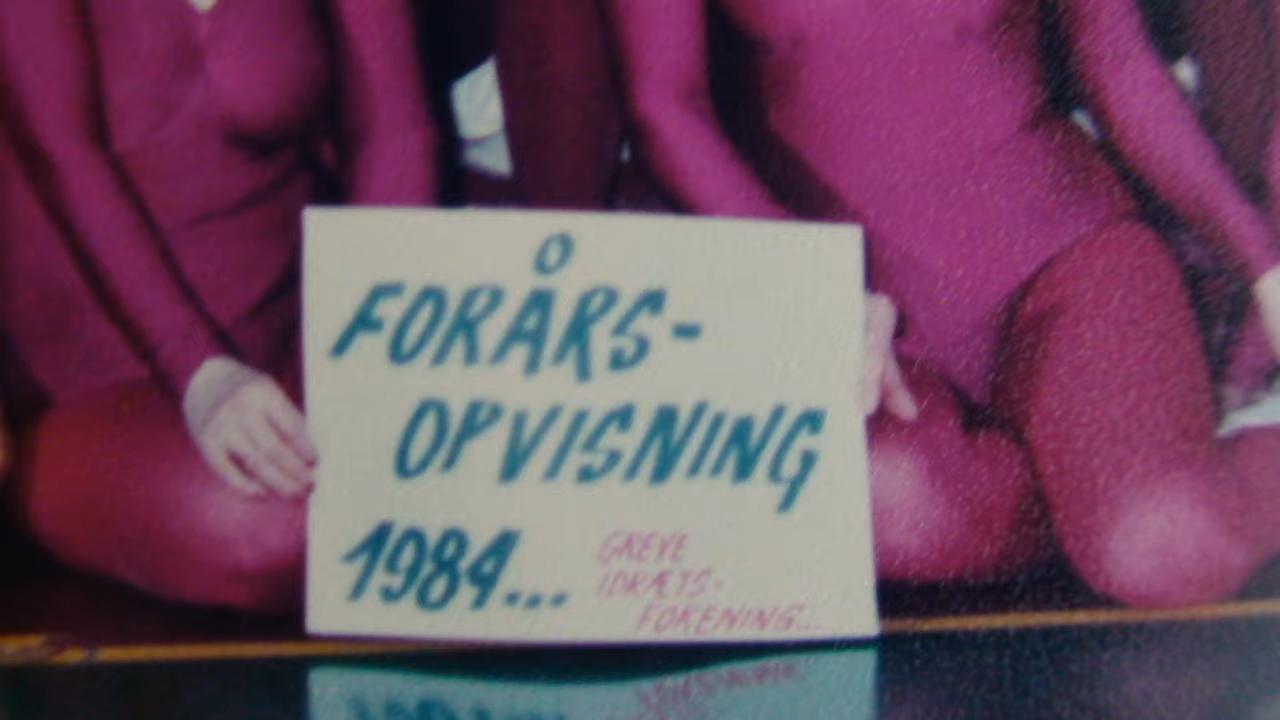 FORÅRS-
OPVISNING
1984...
GREVE
IDRÆTS-
FORENING...